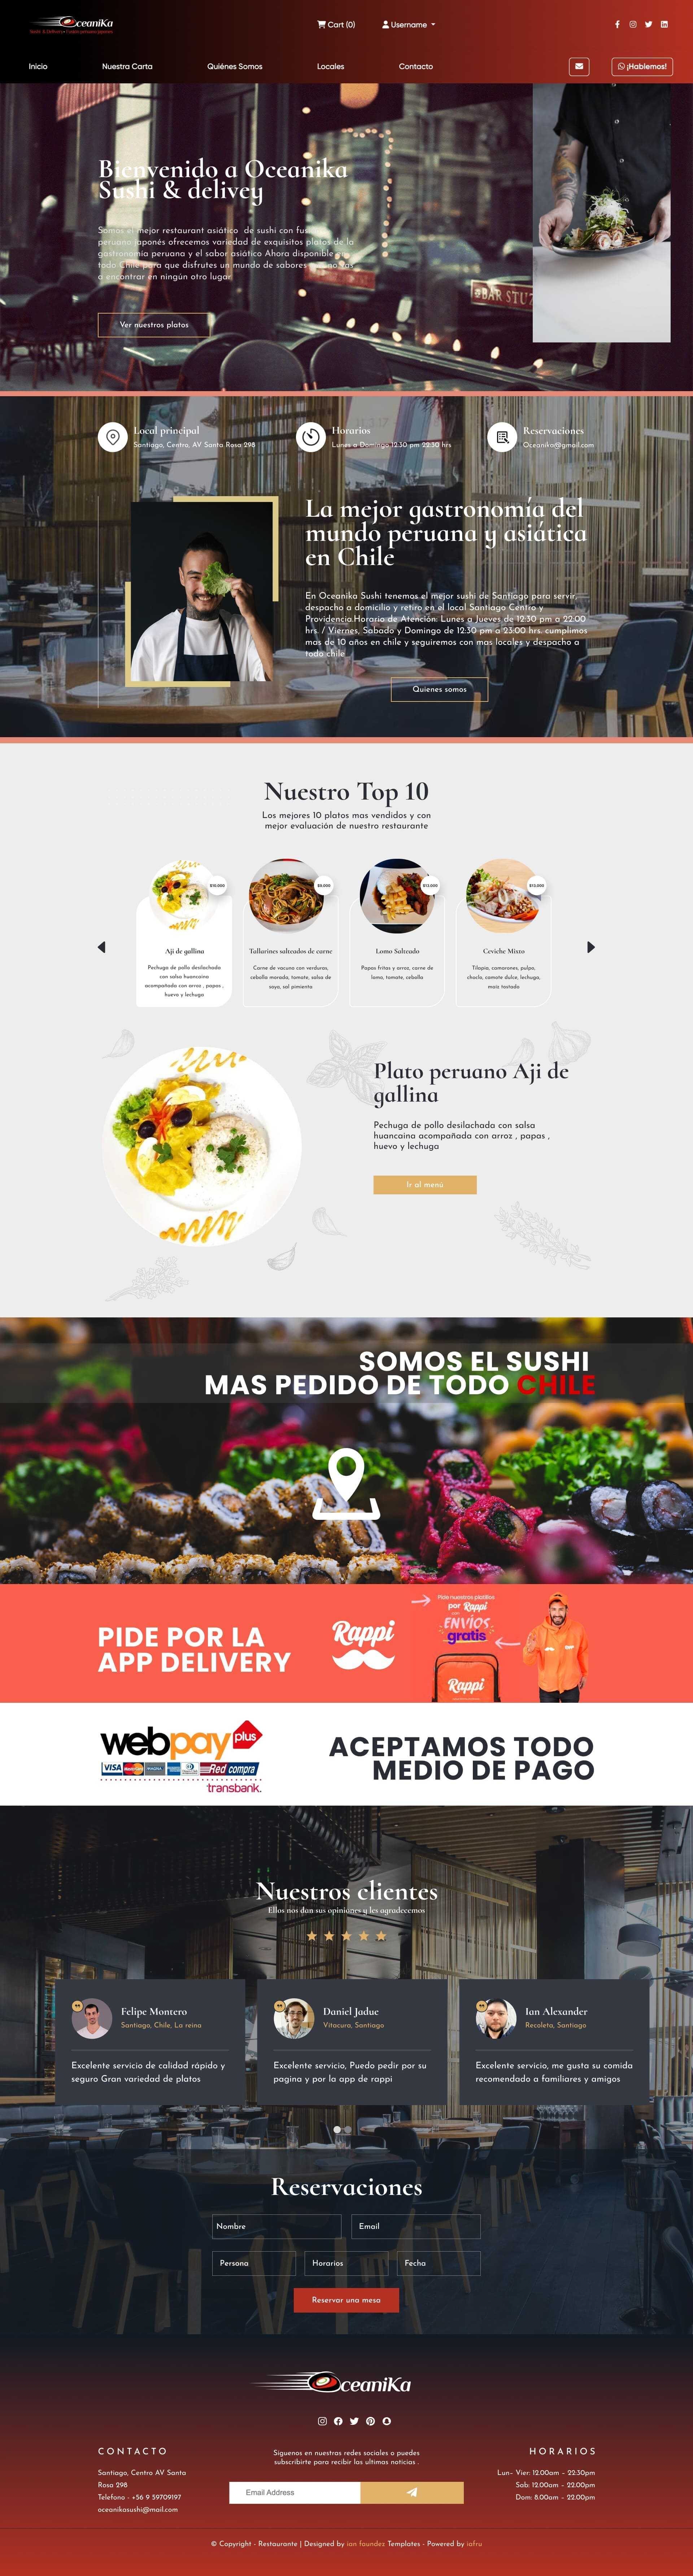 OceaniKa
Cart (0)
Username
Inicio
Nuestra Carta
Quiénes Somos
Locales
Contacto
¡Hablemos!
Bienvenido a Oceanika
Sushi & delivey
Somos el mejor restaurant asiático de sushi con
peruano japonés ofrecemos variedad de exquisitos platos de la
gastronomía peruana y el sabor asiático Ahora disponible
todo Chile para que disfrutes un mundo de sabores
a encontrar en ningún otro lugar
#BAR
Ver nuestros platos
Local principal
Santiago, Centro, AV Santa Rosa 298
Horarios
Lunes a Domingo 12:30 pm 22:30 hrs
Reservaciones
Oceanika@gmail.com
La mejor gastronomía del
mundo peruana y asiática
en Chile
En Oceanika Sushi tenemos el mejor sushi de Santiago para servir,
despacho a domicilio y retiro en el local Santiago Centro y
Providencia.Horario de Atención: Lunes a Jueves de 12:30 pm a 22:00
hrs. / Viernes, Sabado y Domingo de 12:30 pm a 23:00 hrs. cumplimos
mas de 10 años en chile y seguiremos con mas locales y despacho a
todo chile
Quienes somos
Nuestro Top 10
Los mejores 10 platos mas vendidos y con
mejor evaluación de nuestro restaurante
$10.000
Aji de gallina
Pechuga de pollo desilachada
con salsa huancaina
acompañada con arroz , papas ,
huevo y lechuga
$9.000
Tallarines salteados de carne
Carne de vacuno con verduras,
cebolla morada, tomate, salsa de
soya, sal pimienta
$12.000
Lomo Salteado
Papas fritas y arroz, carne de
lomo, tomate, cebolla
$13.000
Ceviche Mixto
Tilapia, camarones, pulpo,
choclo, camote dulce, lechuga,
maiz tostado
Plato peruano Aji de
gallina
Pechuga de pollo desilachada con salsa
huancaina acompañada con arroz , papas ,
huevo y lechuga
Ir al menú
SOMOS EL SUSHI
MAS PEDIDO DE TODO CHILE
PIDE POR LA
APP DELIVERY
Rappi
Pide nuestros platillos
por Rappi
con
ENVÍOS
gratis
Rappi
webpay plus
VISA MasterCard MAGNA Red compra
transbank.
ACEPTAMOS TODO
MEDIO DE PAGO
Nuestros clientes
Ellos nos dan sus opiniones y les agradecemos
Felipe Montero
Santiago, Chile, La reina
Excelente servicio de calidad rápido y
seguro Gran variedad de platos
Daniel Jadue
Vitacura, Santiago
Excelente servicio, Puedo pedir por su
pagina y por la app de rappi
Ian Alexander
Recoleta, Santiago
Excelente servicio, me gusta su comida
recomendado a familiares y amigos
Reservaciones
Nombre
Email
Persona
Horarios
Fecha
Reservar una mesa
OceaniKa
CONTACTO
Santiago, Centro AV Santa
Rosa 298
Telefono - +56 9 59709197
oceanikasushi@mail.com
Siguenos en nuestras redes sociales o puedes
subscribirte para recibir las ultimas noticias .
Email Address
HORARIOS
Lun- Vier: 12.00am - 22:30pm
Sab: 12.00am - 22.00pm
Dom: 8.00am - 22.00pm
© Copyright - Restaurante | Designed by ian faundez Templates - Powered by iafru